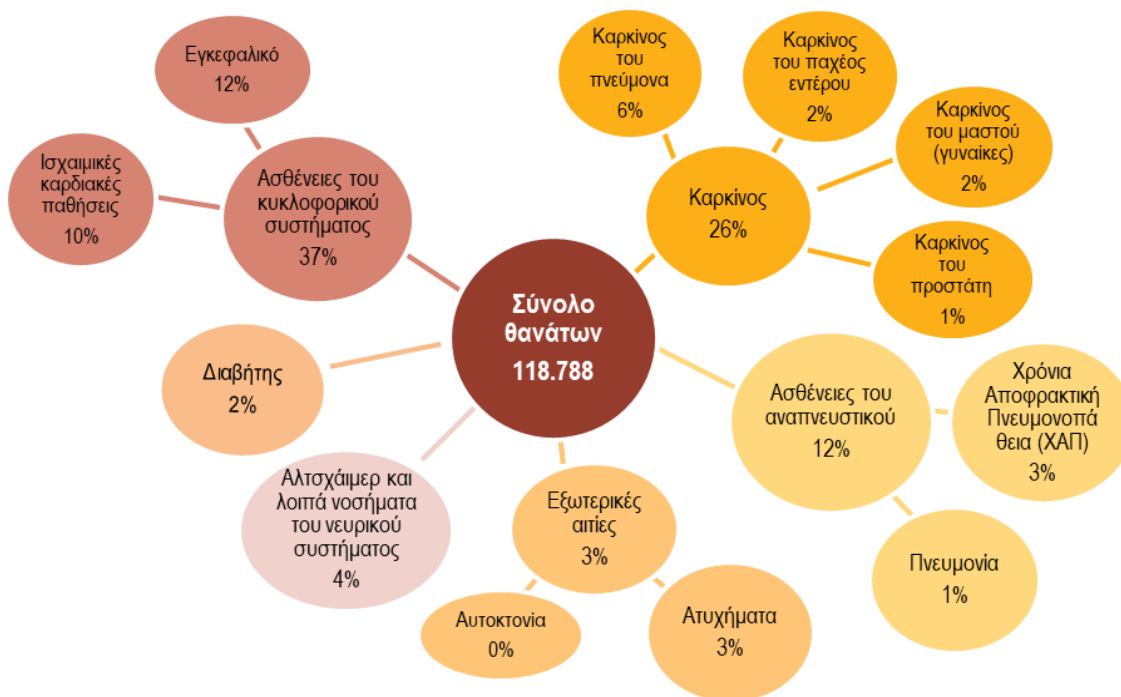 Εγκεφαλικό
12%
Ισχαιμικές
καρδιακές
παθήσεις
10%
Ασθένειες του
κυκλοφορικού
συστήματος
37%
Καρκίνος
του
πνεύμονα
6%
Καρκίνος
του παχέος
εντέρου
2%
Καρκίνος
του μαστού
(γυναίκες)
2%
Καρκίνος
26%
Καρκίνος
του
προστάτη
1%
Σύνολο
θανάτων
118.788
Διαβήτης
2%
Ασθένειες του
αναπνευστικού
12%
Χρόνια
Αποφρακτική
Πνευμονοπά
θεια (ΧΑΠ)
3%
Αλτσχάιμερ και
λοιπά νοσήματα
του νευρικού
συστήματος
4%
Εξωτερικές
αιτίες
3%
Πνευμονία
1%
Αυτοκτονία
0%
Ατυχήματα
3%